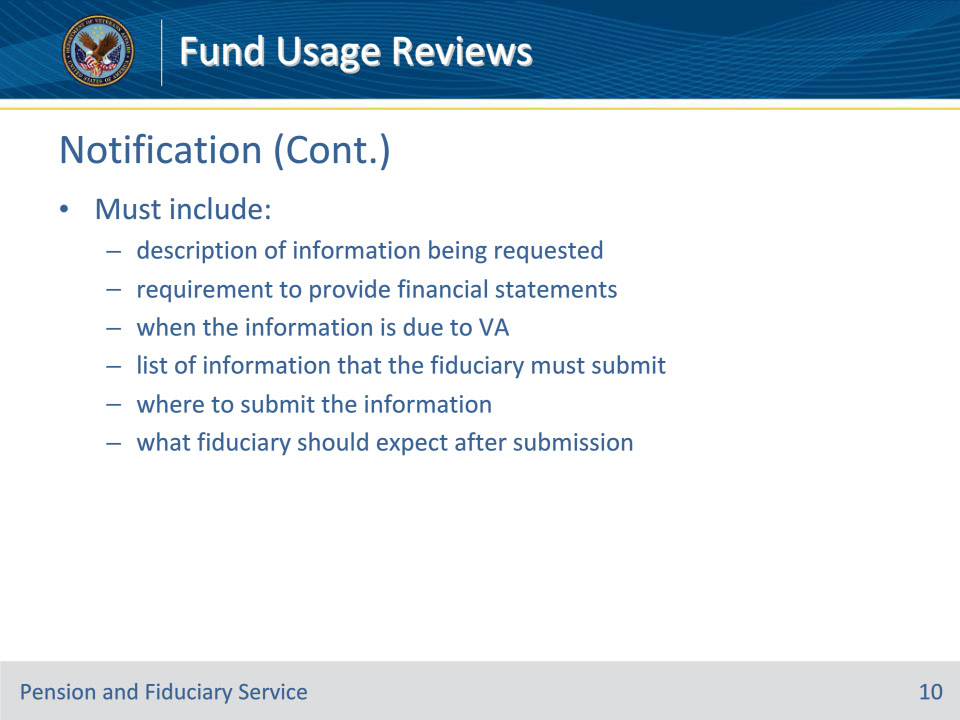 Fund Usage Reviews
Notification (Cont.)
• Must include:
– description of information being requested
– requirement to provide financial statements
– when the information is due to VA
– list of information that the fiduciary must submit
– where to submit the information
– what fiduciary should expect after submission
Pension and Fiduciary Service
10